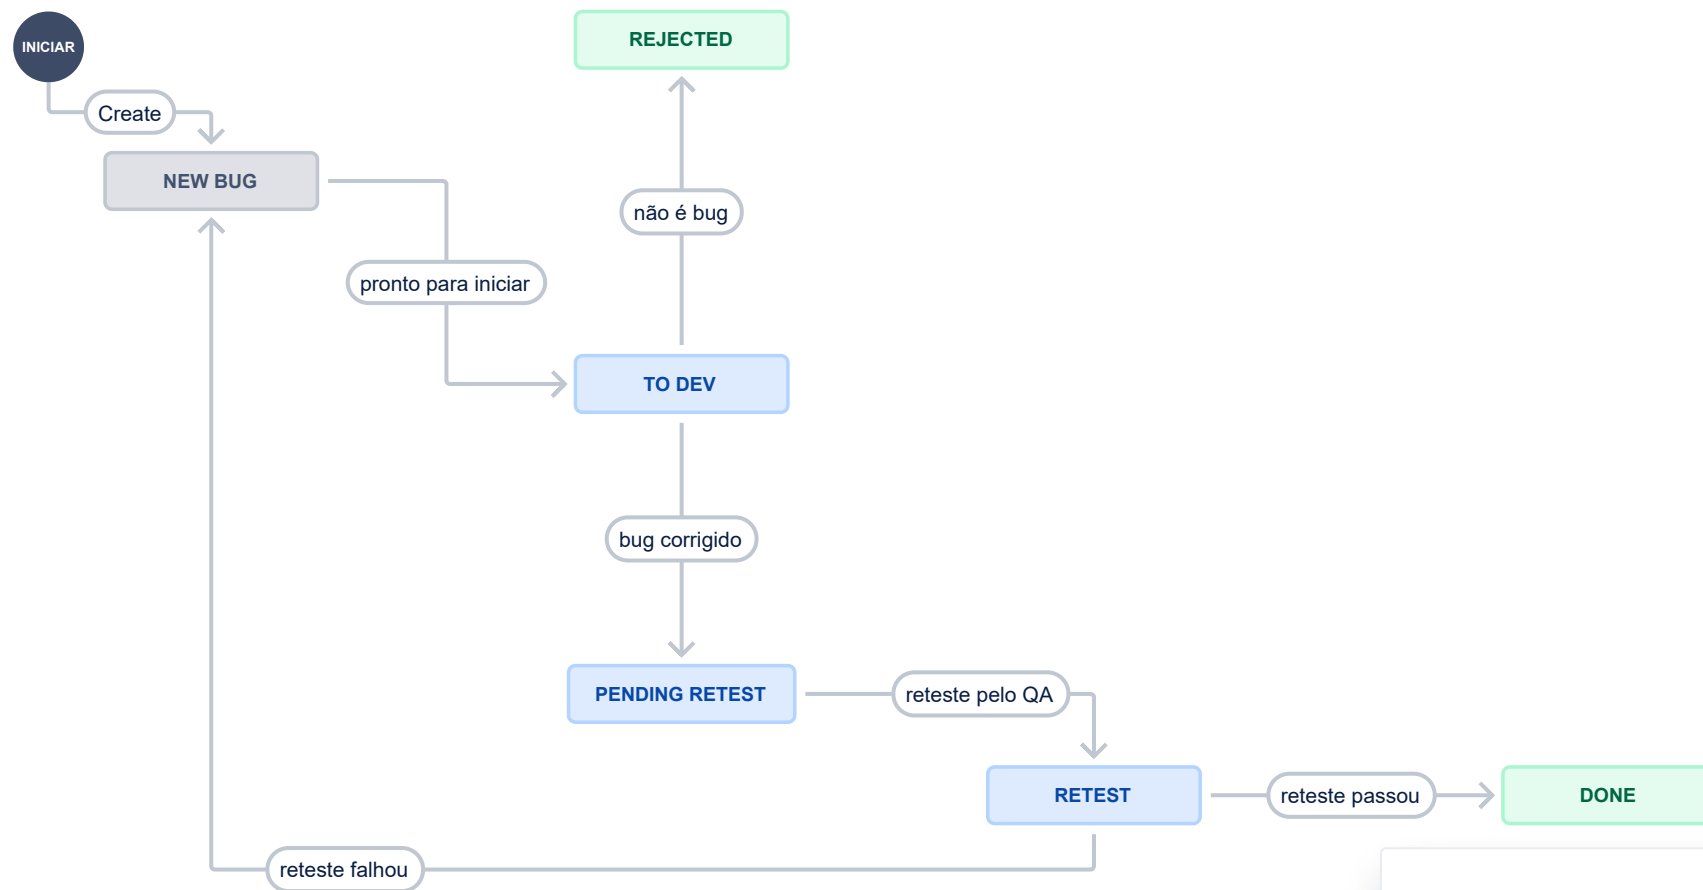 INICIAR
REJECTED
Create
NEW BUG
não é bug
pronto para iniciar
TO DEV
bug corrigido
PENDING RETEST
reteste pelo QA
RETEST
reteste passou
DONE
reteste falhou